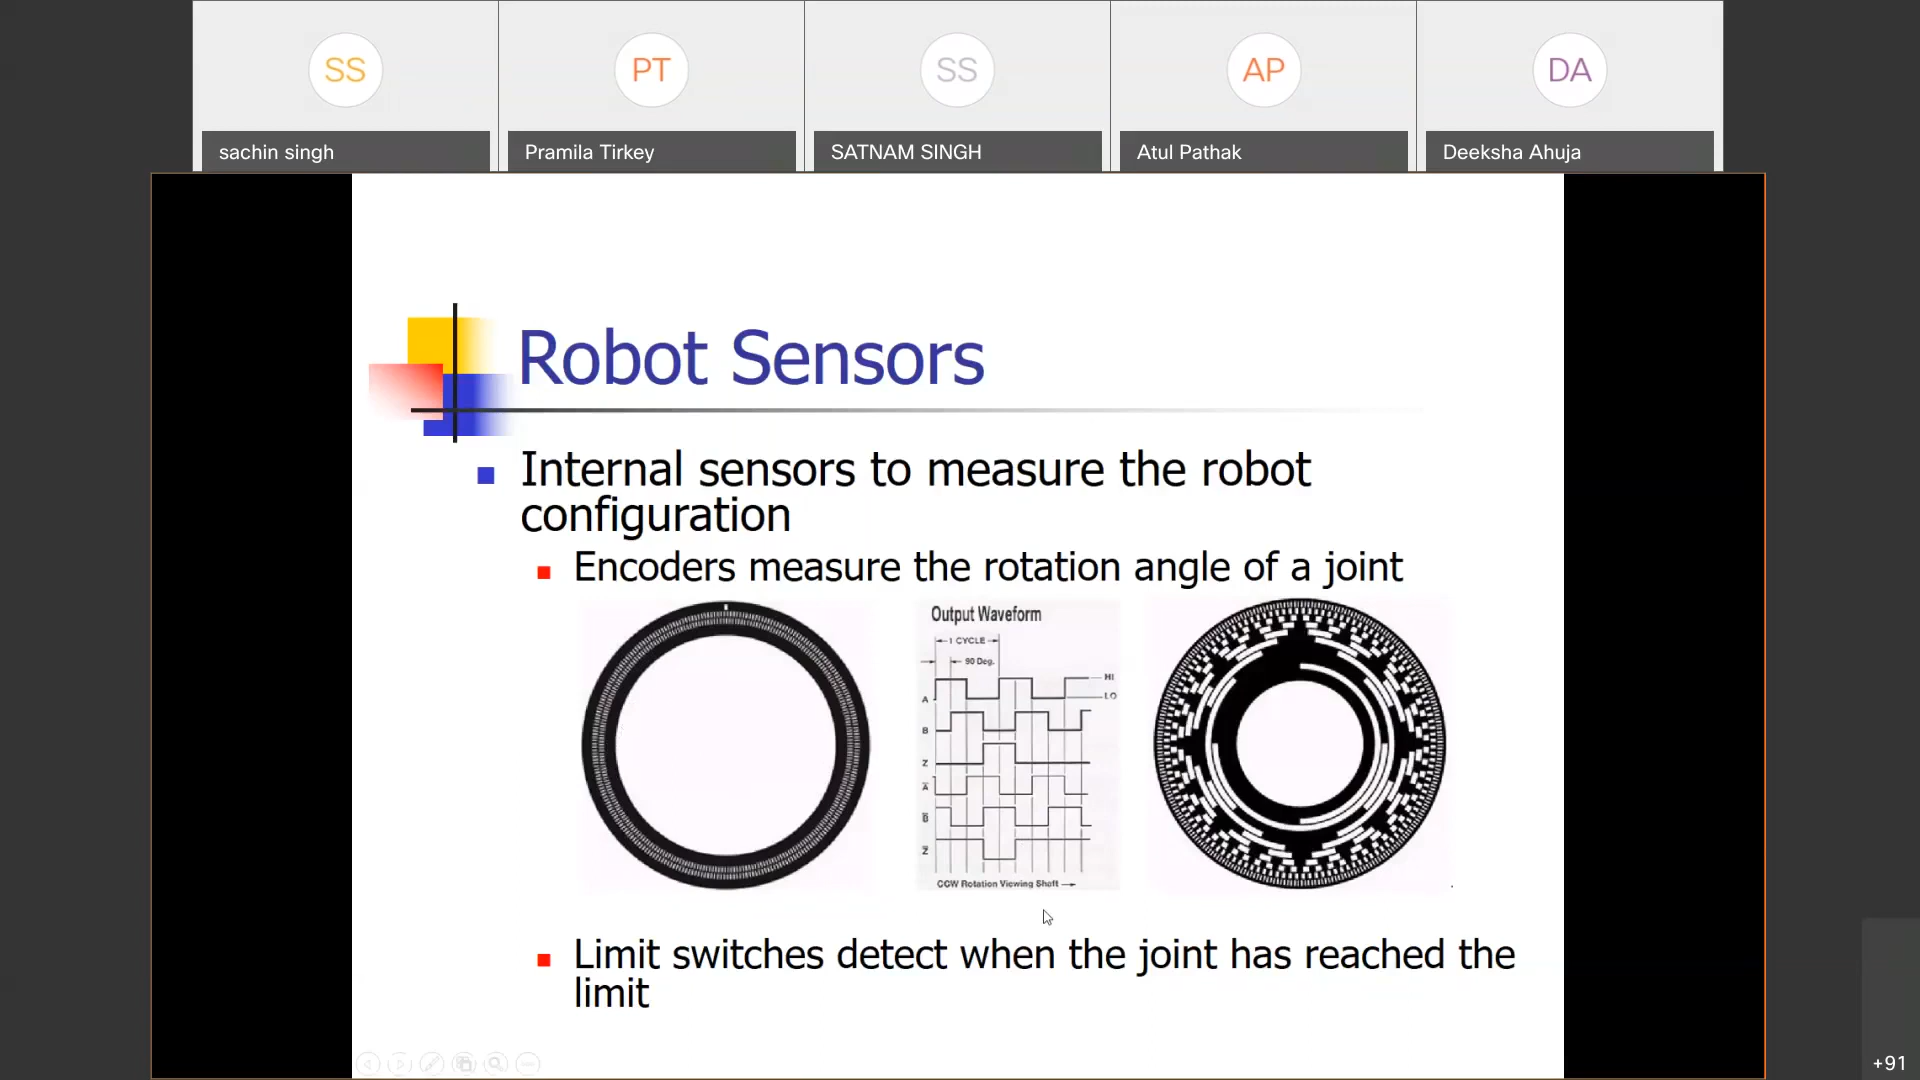 SS
PT
SS
AP
DA
sachin singh
Pramila Tirkey
SATNAM SINGH
Atul Pathak
Deeksha Ahuja
Robot Sensors
Internal sensors to measure the robot
configuration
Encoders measure the rotation angle of a joint
Output Waveform
1 CYCLE
90 Deg.
HI
LO
A
B
Z
A̅
B̅
Z̅
CCW Rotation Viewing Shaft
Limit switches detect when the joint has reached the
limit
+91